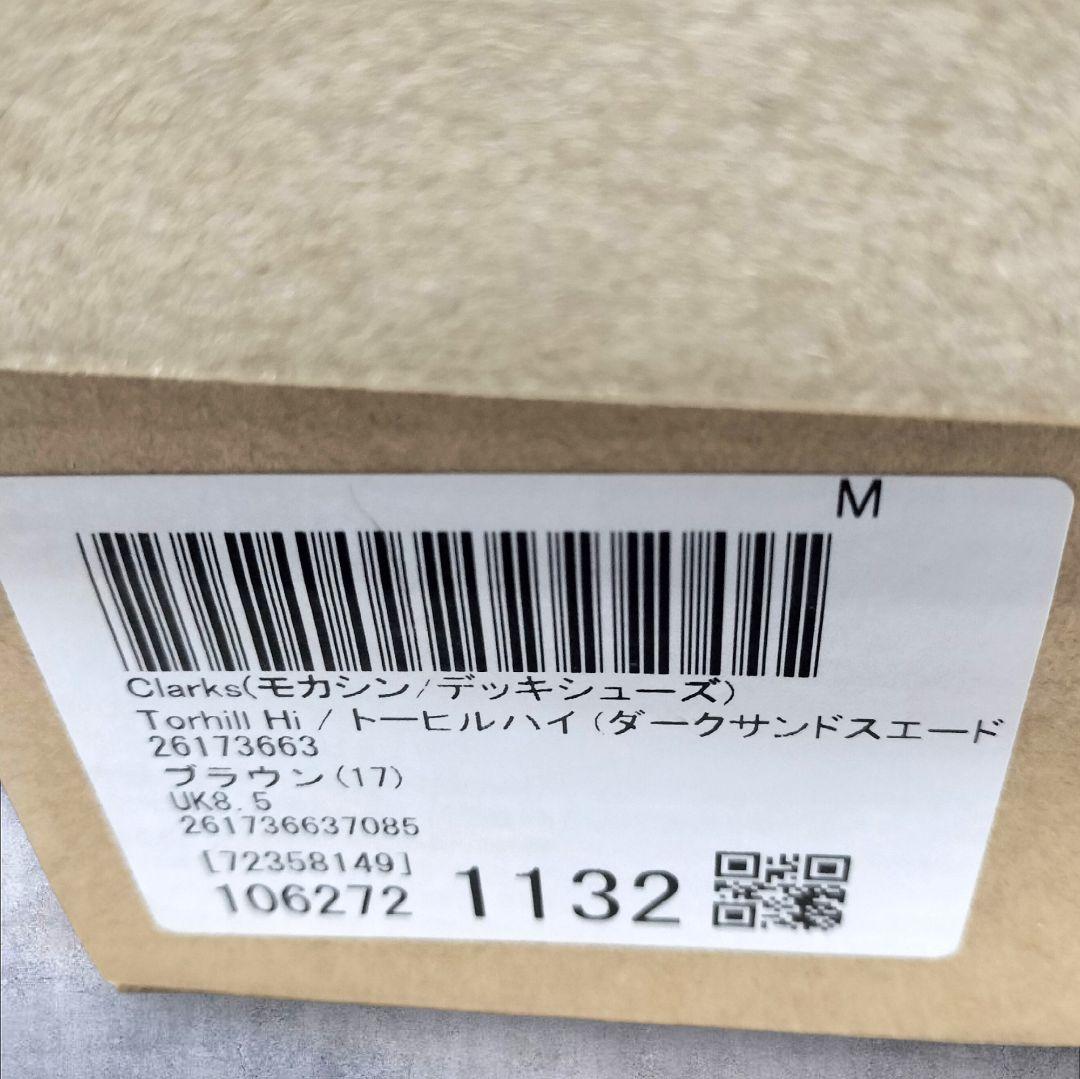 M
Clarks(モカシン/デッキシューズ)
Torhill Hi / トーヒルハイ (ダークサンドスエード
26173663
ブラウン(17)
UK8.5
261736637085
[72358149]
106272 1132